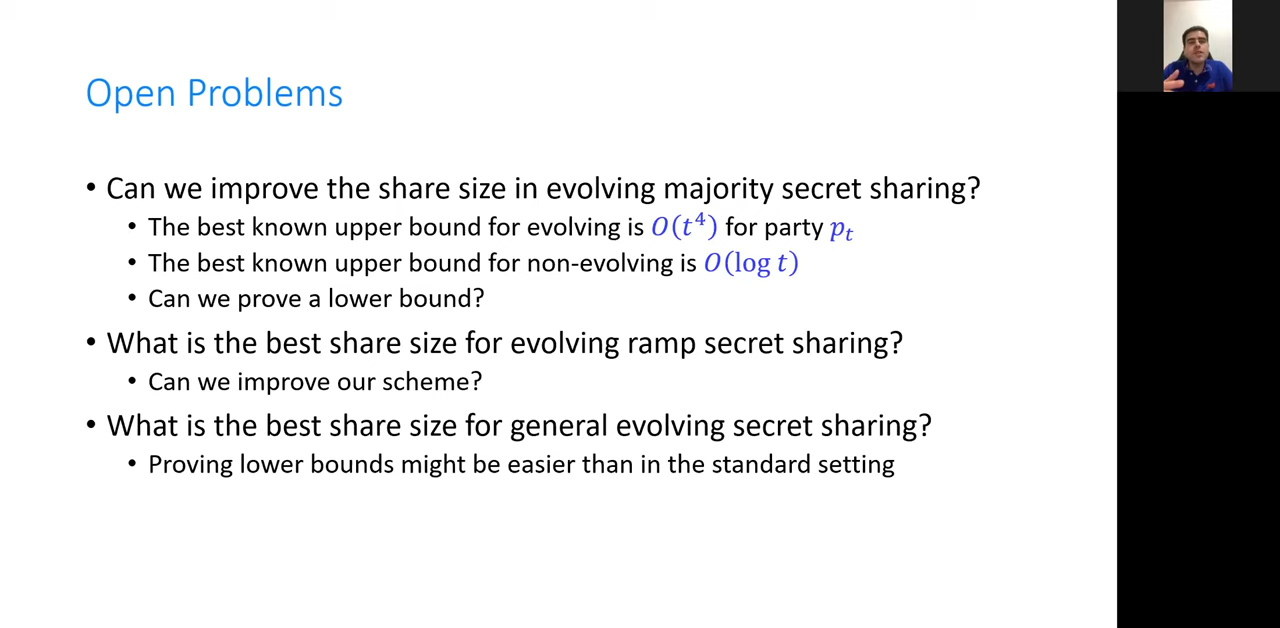 Open Problems
• Can we improve the share size in evolving majority secret sharing?
• The best known upper bound for evolving is O(t⁴) for party pₜ
• The best known upper bound for non-evolving is O(log t)
• Can we prove a lower bound?
• What is the best share size for evolving ramp secret sharing?
• Can we improve our scheme?
• What is the best share size for general evolving secret sharing?
• Proving lower bounds might be easier than in the standard setting